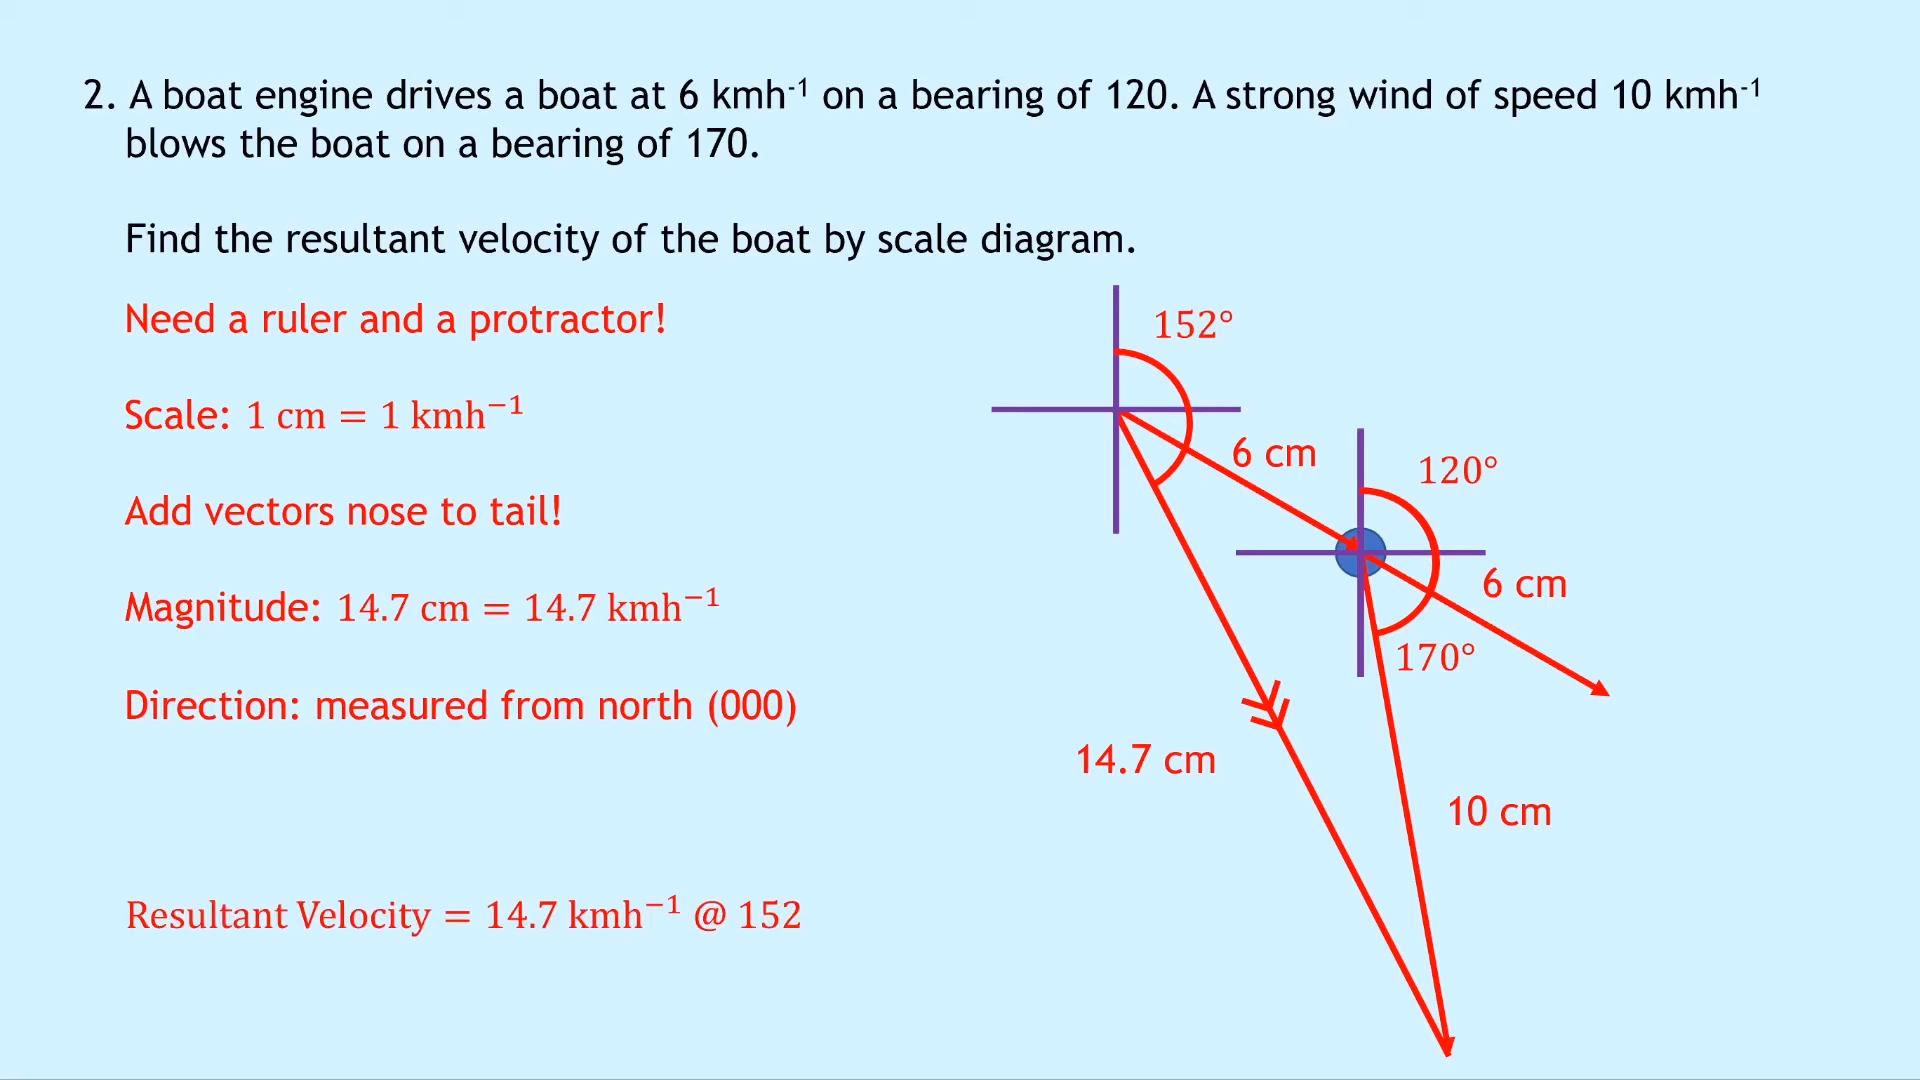 2. A boat engine drives a boat at 6 kmh⁻¹ on a bearing of 120. A strong wind of speed 10 kmh⁻¹
blows the boat on a bearing of 170.
Find the resultant velocity of the boat by scale diagram.
Need a ruler and a protractor!
152°
Scale: 1 cm = 1 kmh⁻¹
6 cm
120°
Add vectors nose to tail!
6 cm
Magnitude: 14.7 cm = 14.7 kmh⁻¹
170°
Direction: measured from north (000)
14.7 cm
10 cm
Resultant Velocity = 14.7 kmh⁻¹ @ 152